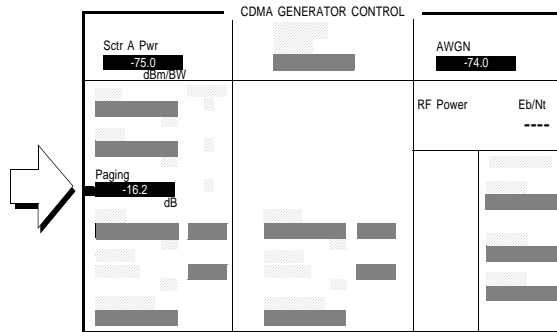 CDMA GENERATOR CONTROL
Sctr A Pwr
-75.0
dBm/BW
AWGN
-74.0
RF Power Eb/Nt
----
Paging
-16.2
dB